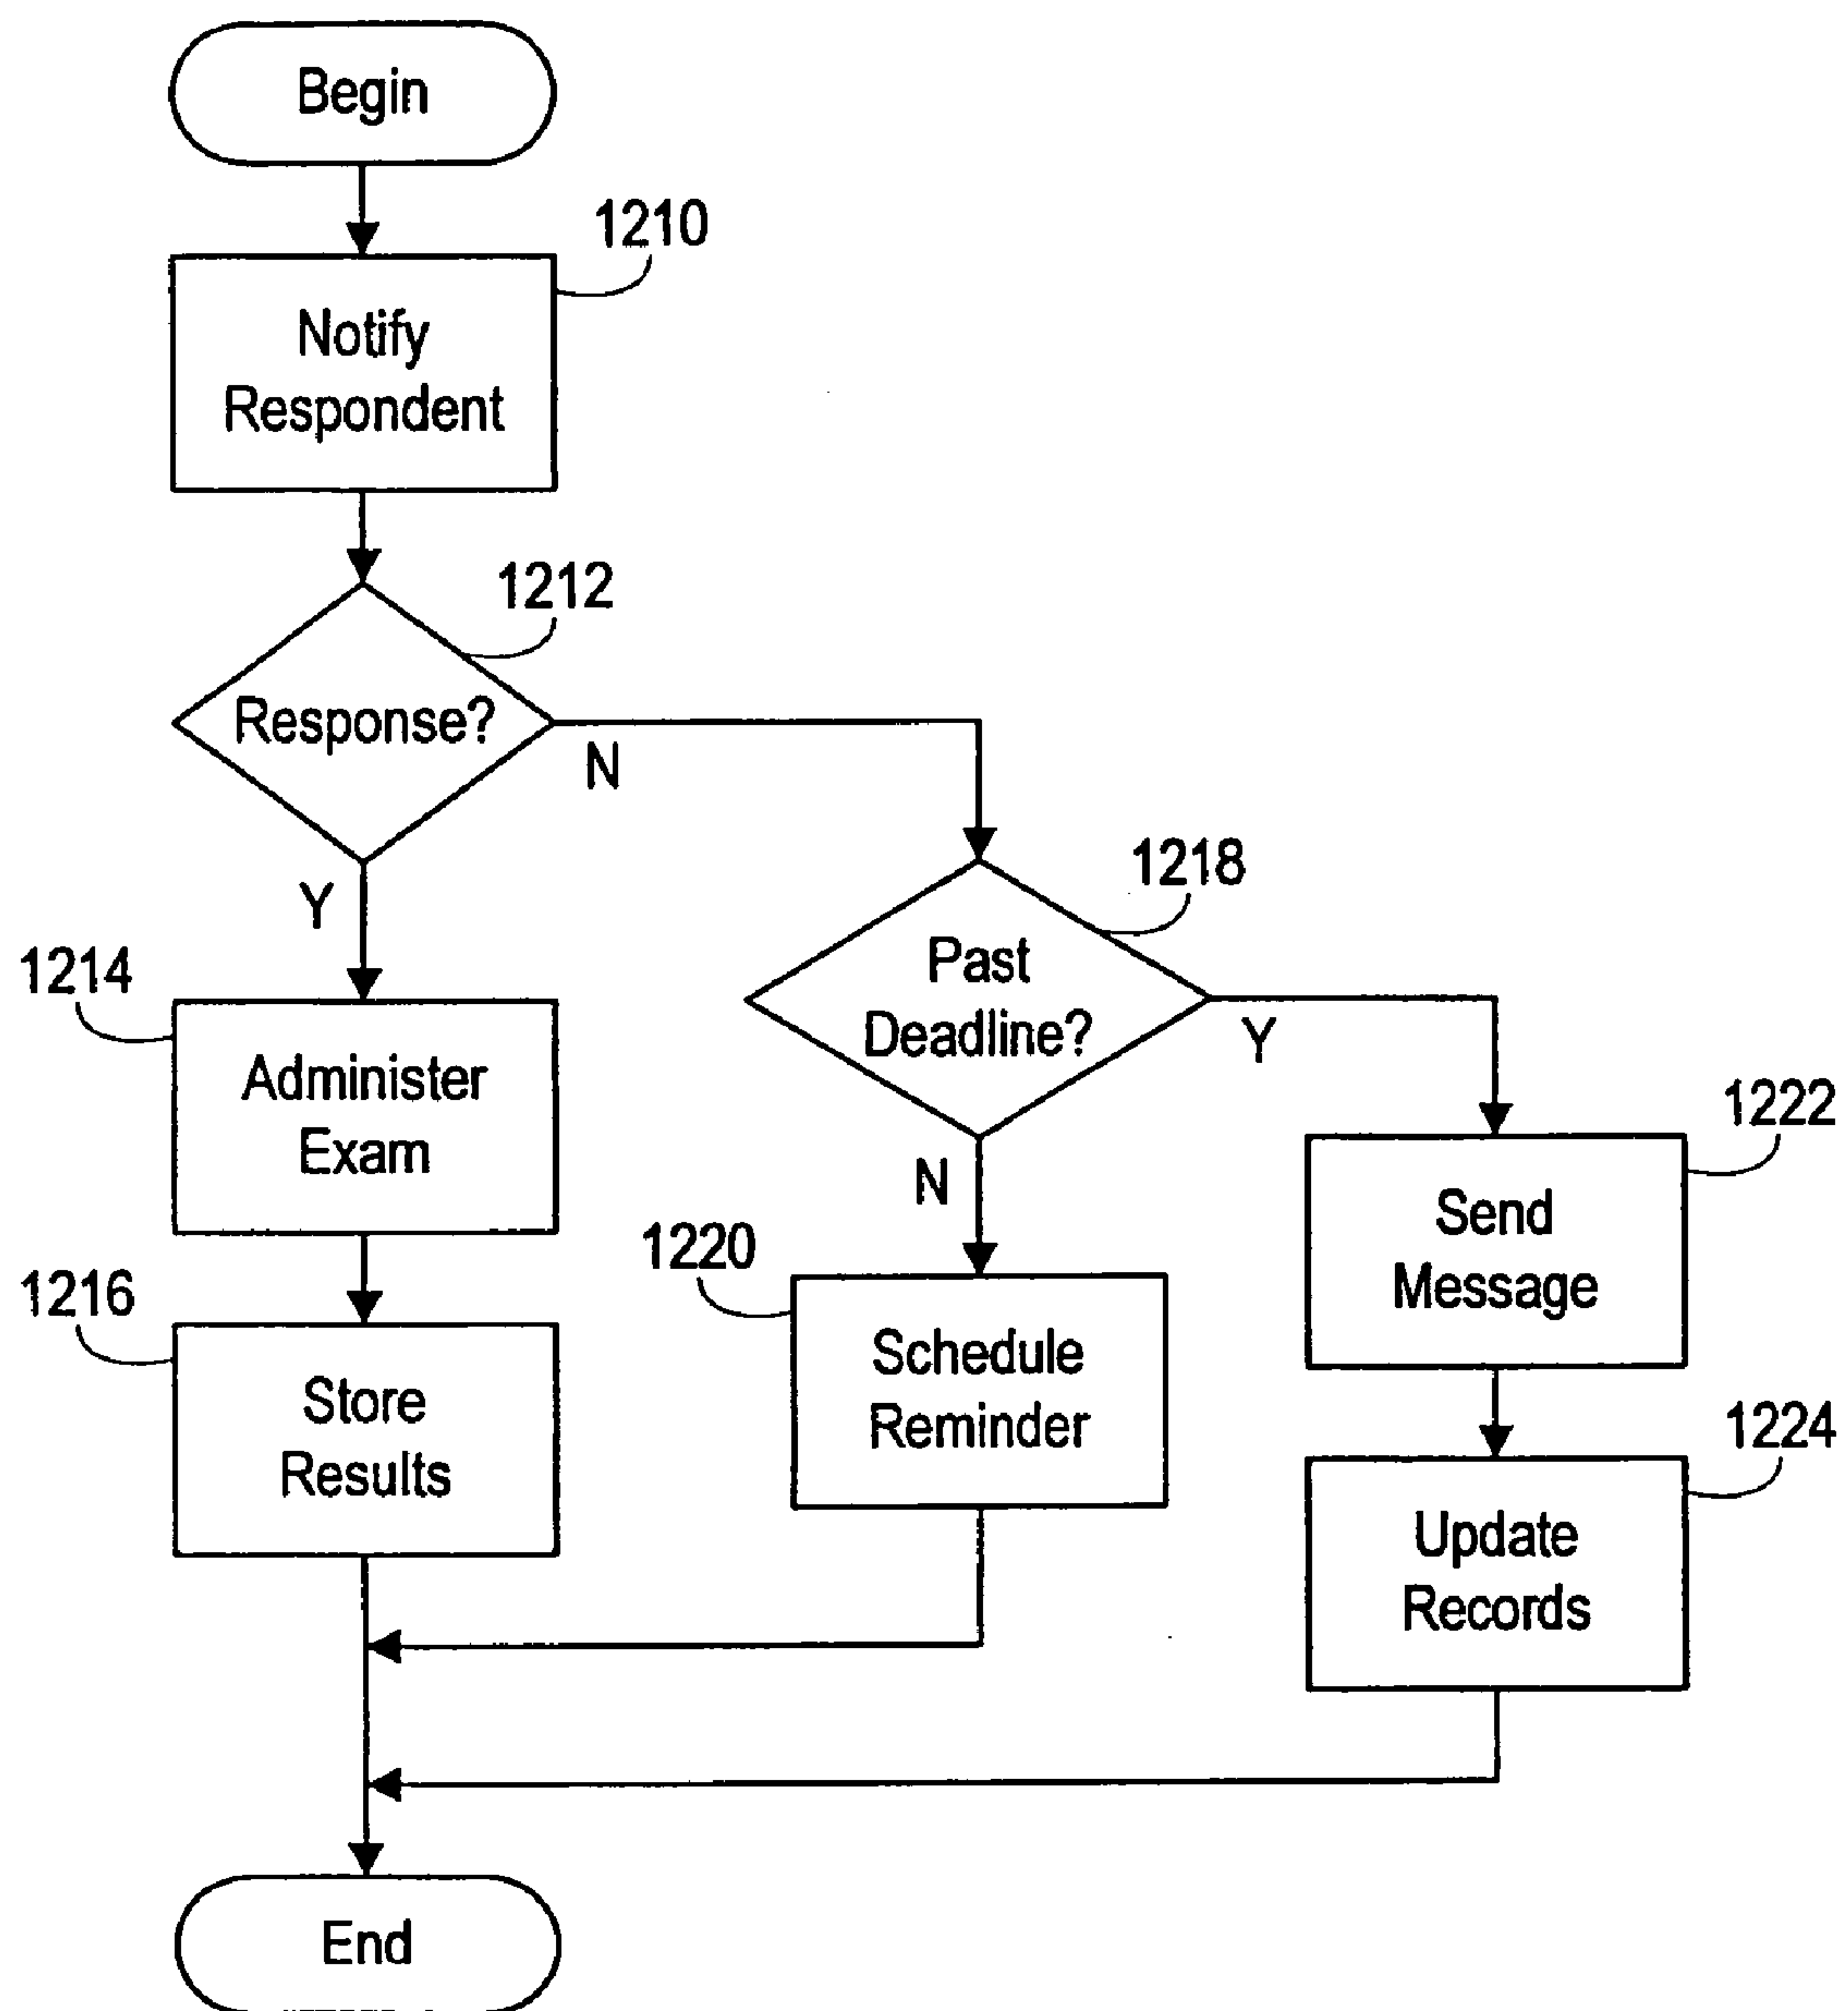 Begin
1210
Notify
Respondent
1212
Response?
N
Y
1218
Past
Deadline?
Y
N
1214
Administer
Exam
1222
Send
Message
1220
Schedule
Reminder
1216
Store
Results
1224
Update
Records
End